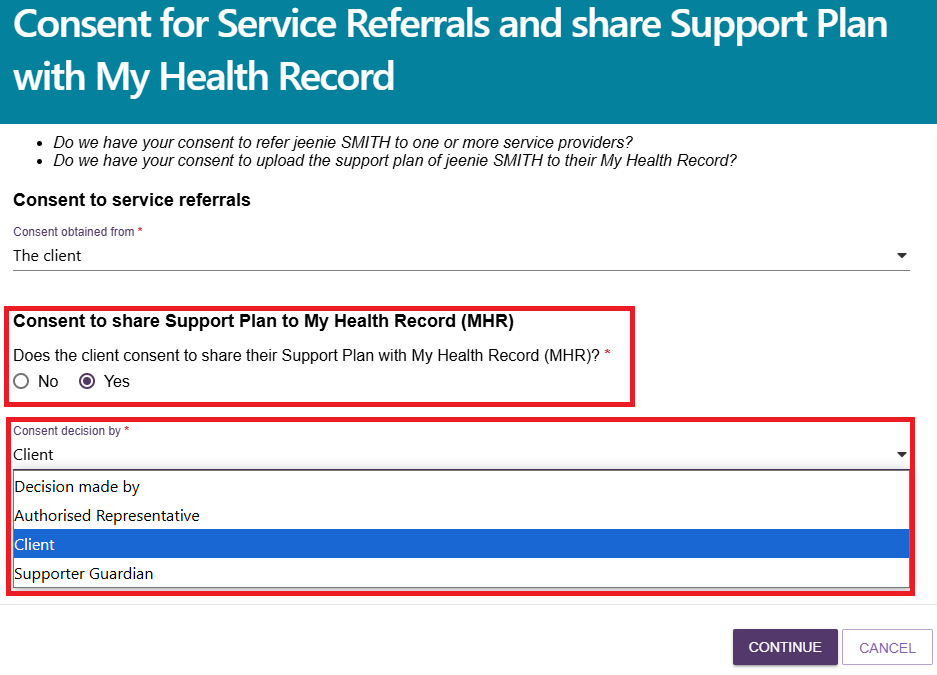 Consent for Service Referrals and share Support Plan
with My Health Record
Do we have your consent to refer jeenie SMITH to one or more service providers?
Do we have your consent to upload the support plan of jeenie SMITH to their My Health Record?
Consent to service referrals
Consent obtained from *
The client
Consent to share Support Plan to My Health Record (MHR)
Does the client consent to share their Support Plan with My Health Record (MHR)? *
No Yes
Consent decision by *
Client
Decision made by
Authorised Representative
Client
Supporter Guardian
CONTINUE CANCEL